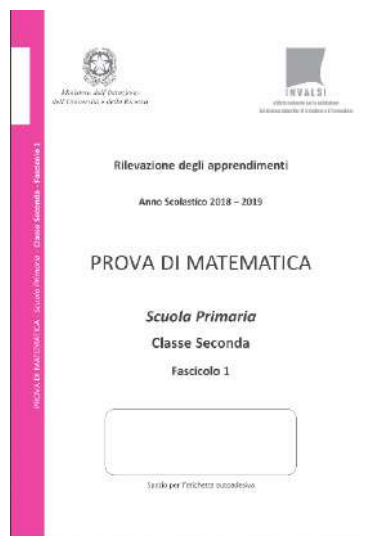 Ministero dell'Istruzione
dell'Università e della Ricerca
INVALSI
Rilevazione degli apprendimenti
Anno Scolastico 2018 – 2019
PROVA DI MATEMATICA
Scuola Primaria
Classe Seconda
Fascicolo 1
Spazio per l'etichetta autoadesiva
PROVA DI MATEMATICA - Scuola Primaria - Classe Seconda - Fascicolo 1